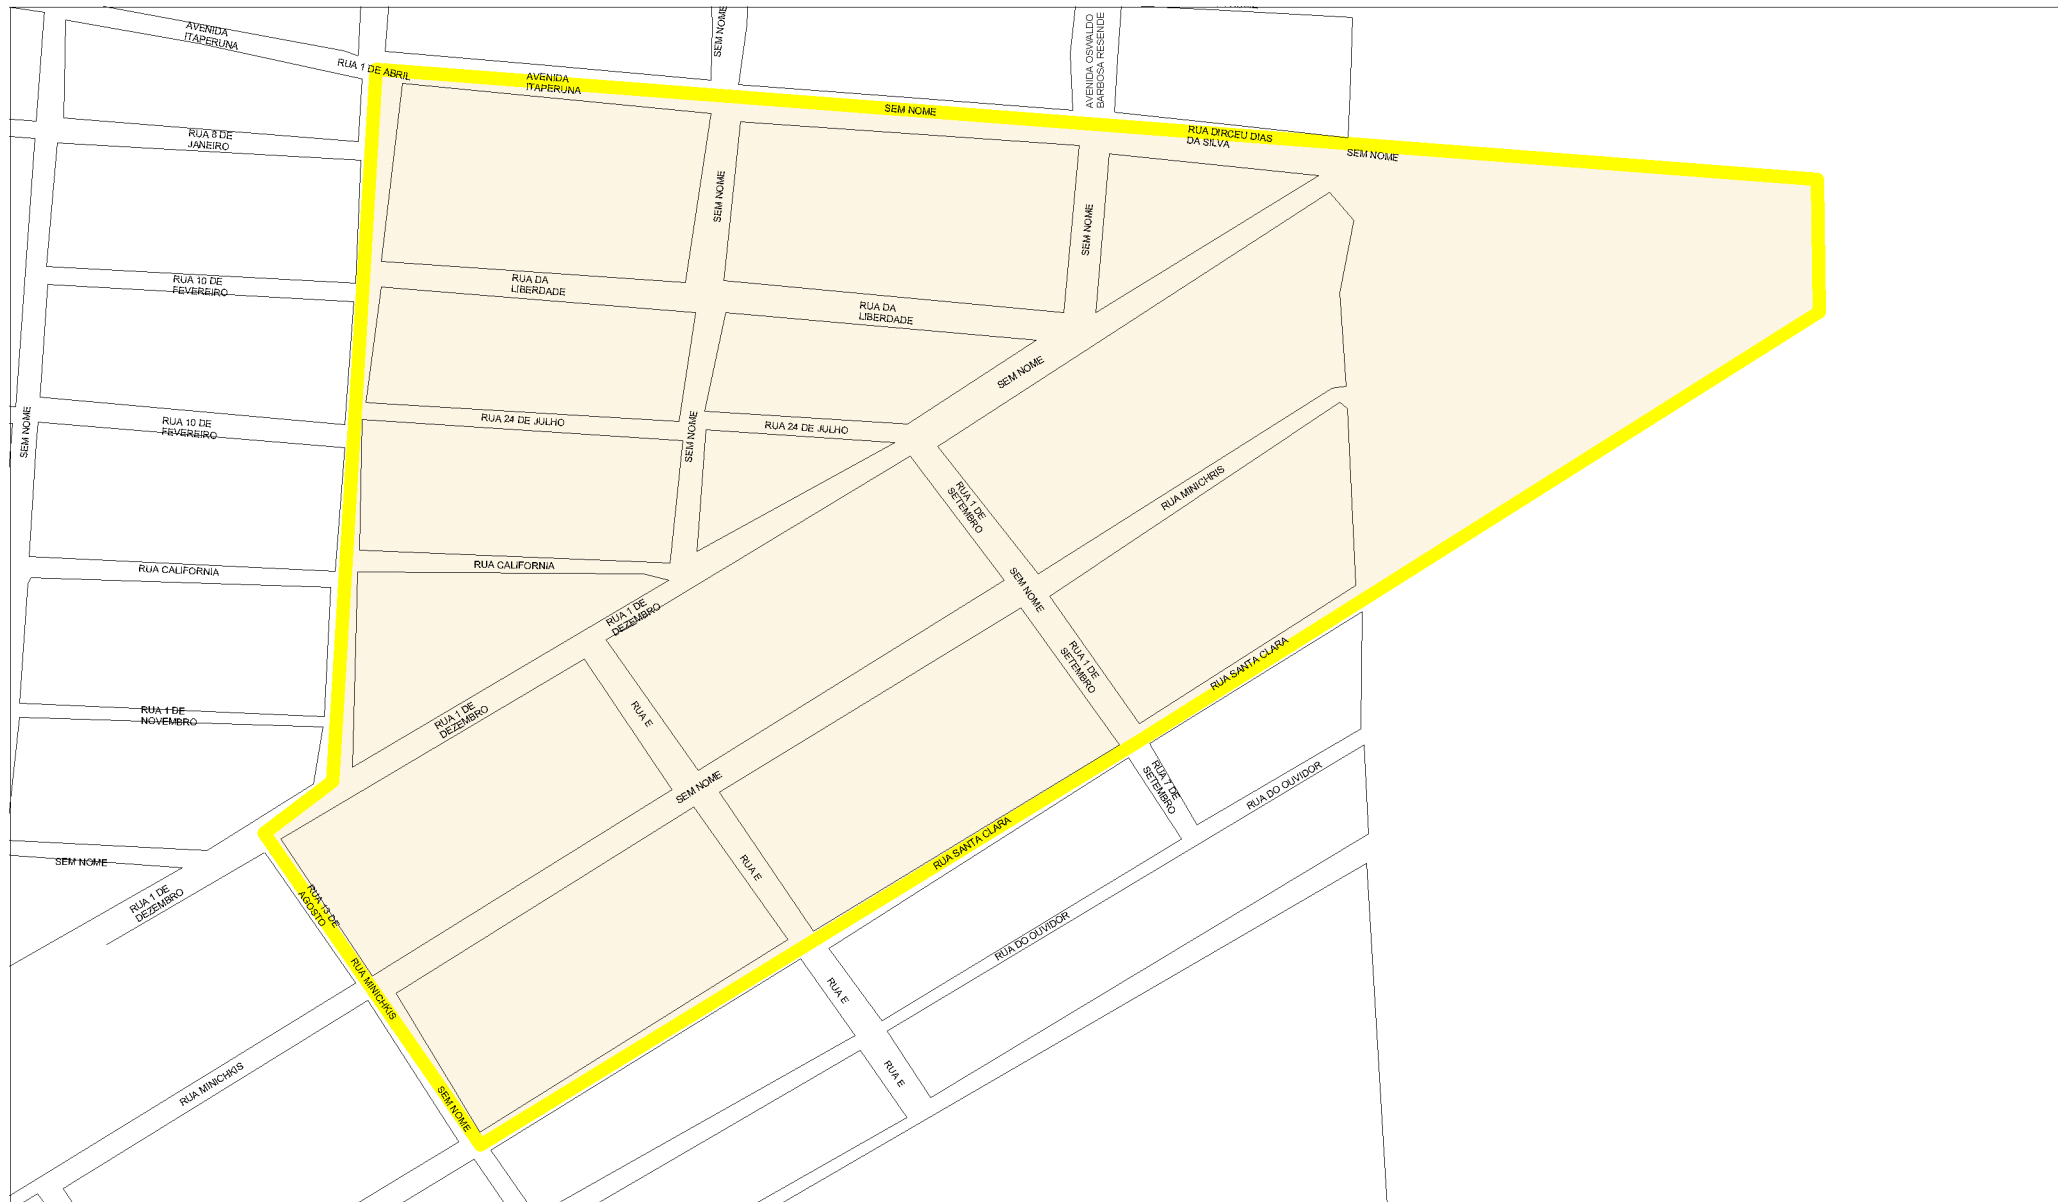 AVENIDA
ITAPERUNA
SEM NOME
AVENIDA OSWALDO
BARBOSA RESENDE
RUA 1 DE ABRIL
AVENIDA
ITAPERUNA
SEM NOME
RUA DIRCEU DIAS
DA SILVA
SEM NOME
RUA 8 DE
JANEIRO
SEM NOME
SEM NOME
RUA 10 DE
FEVEREIRO
RUA DA
LIBERDADE
RUA DA
LIBERDADE
SEM NOME
RUA 10 DE
FEVEREIRO
SEM NOME
RUA 24 DE JULHO
SEM NOME
RUA 24 DE JULHO
RUA 1 DE
SETEMBRO
RUA MINICHRIS
RUA CALIFORNIA
RUA CALIFORNIA
SEM NOME
RUA 1 DE
DEZEMBRO
RUA 1 DE
SETEMBRO
RUA SANTA CLARA
RUA 1 DE
NOVEMBRO
RUA 1 DE
DEZEMBRO
RUA E
SEM NOME
RUA 7 DE
SETEMBRO
RUA DO OUVIDOR
SEM NOME
RUA 1 DE
DEZEMBRO
RUA 13 DE
AGOSTO
RUA E
RUA SANTA CLARA
RUA DO OUVIDOR
RUA MINICHKIS
RUA E
RUA MINICHKIS
SEM NOME
RUA E